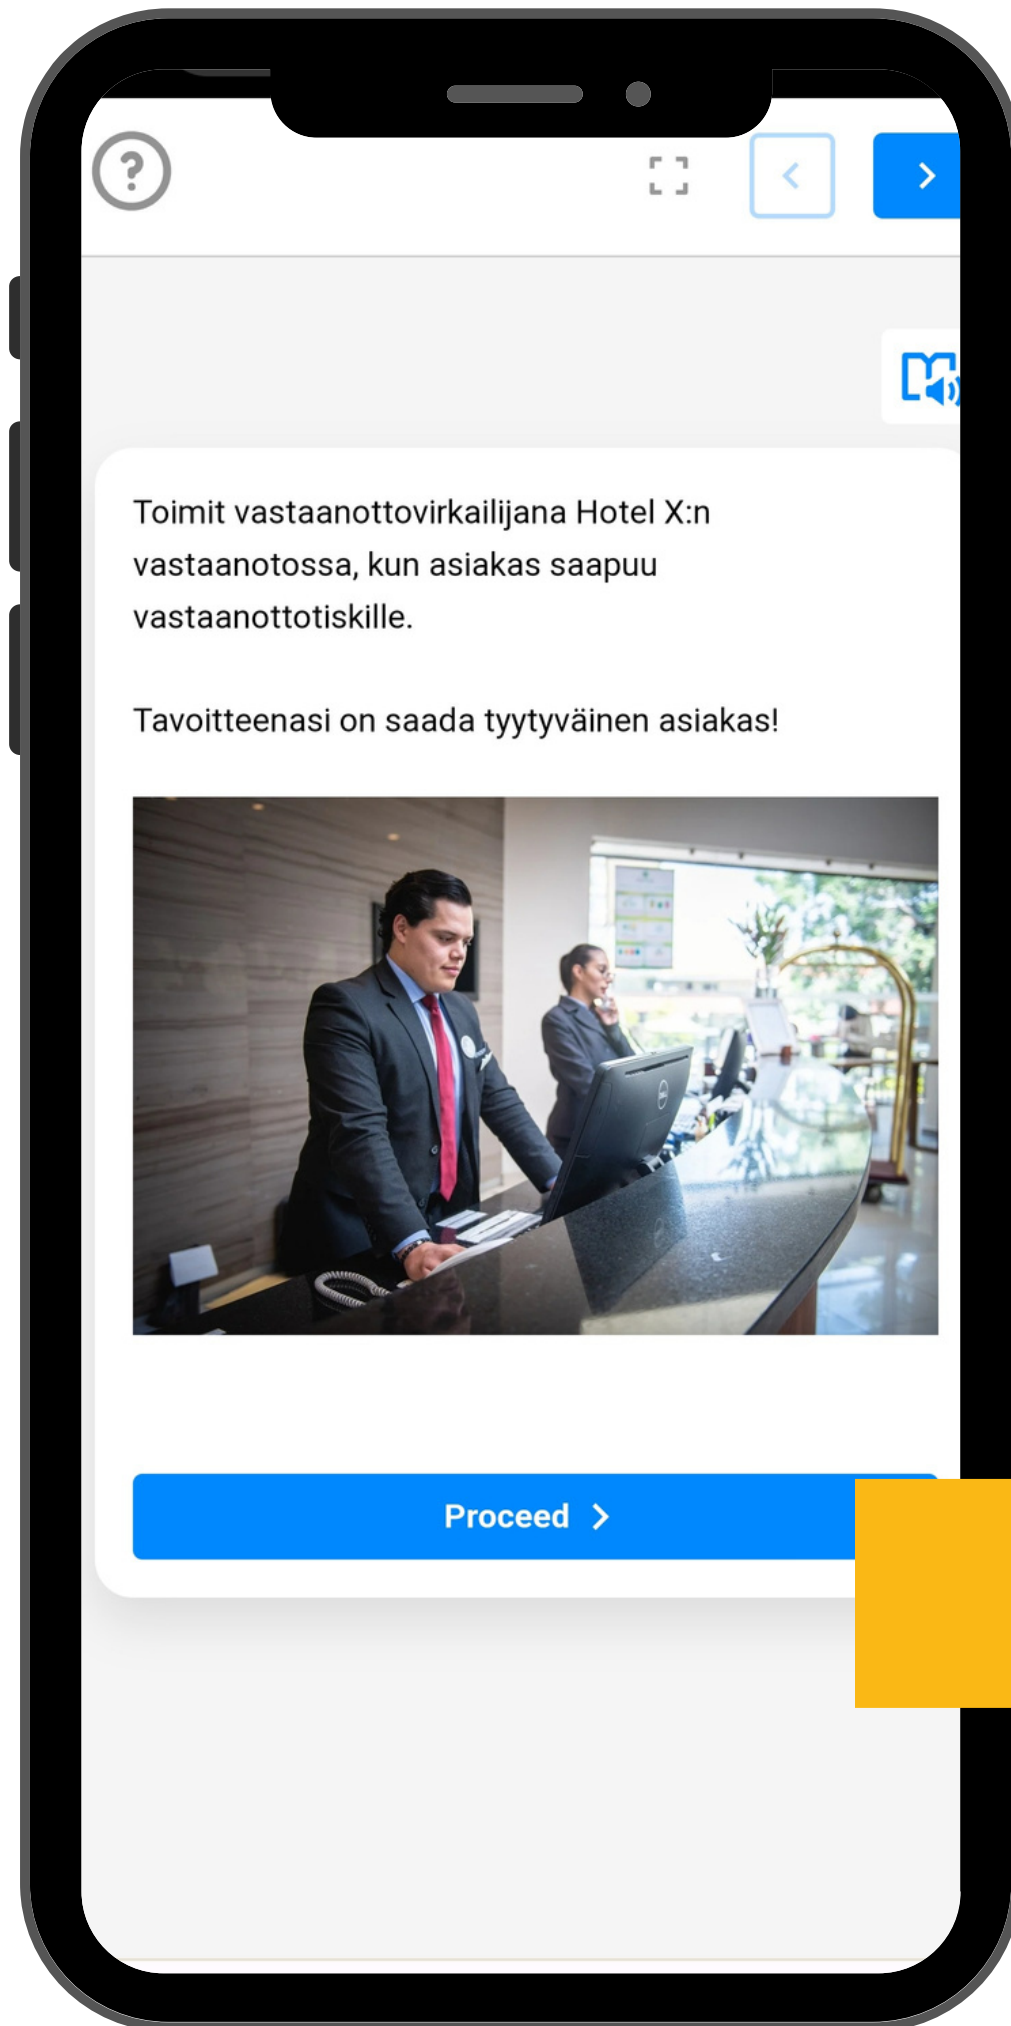 Toimit vastaanottovirkailijana Hotel X:n
vastaanotossa, kun asiakas saapuu
vastaanottotiskille.
Tavoitteenasi on saada tyytyväinen asiakas!
Proceed